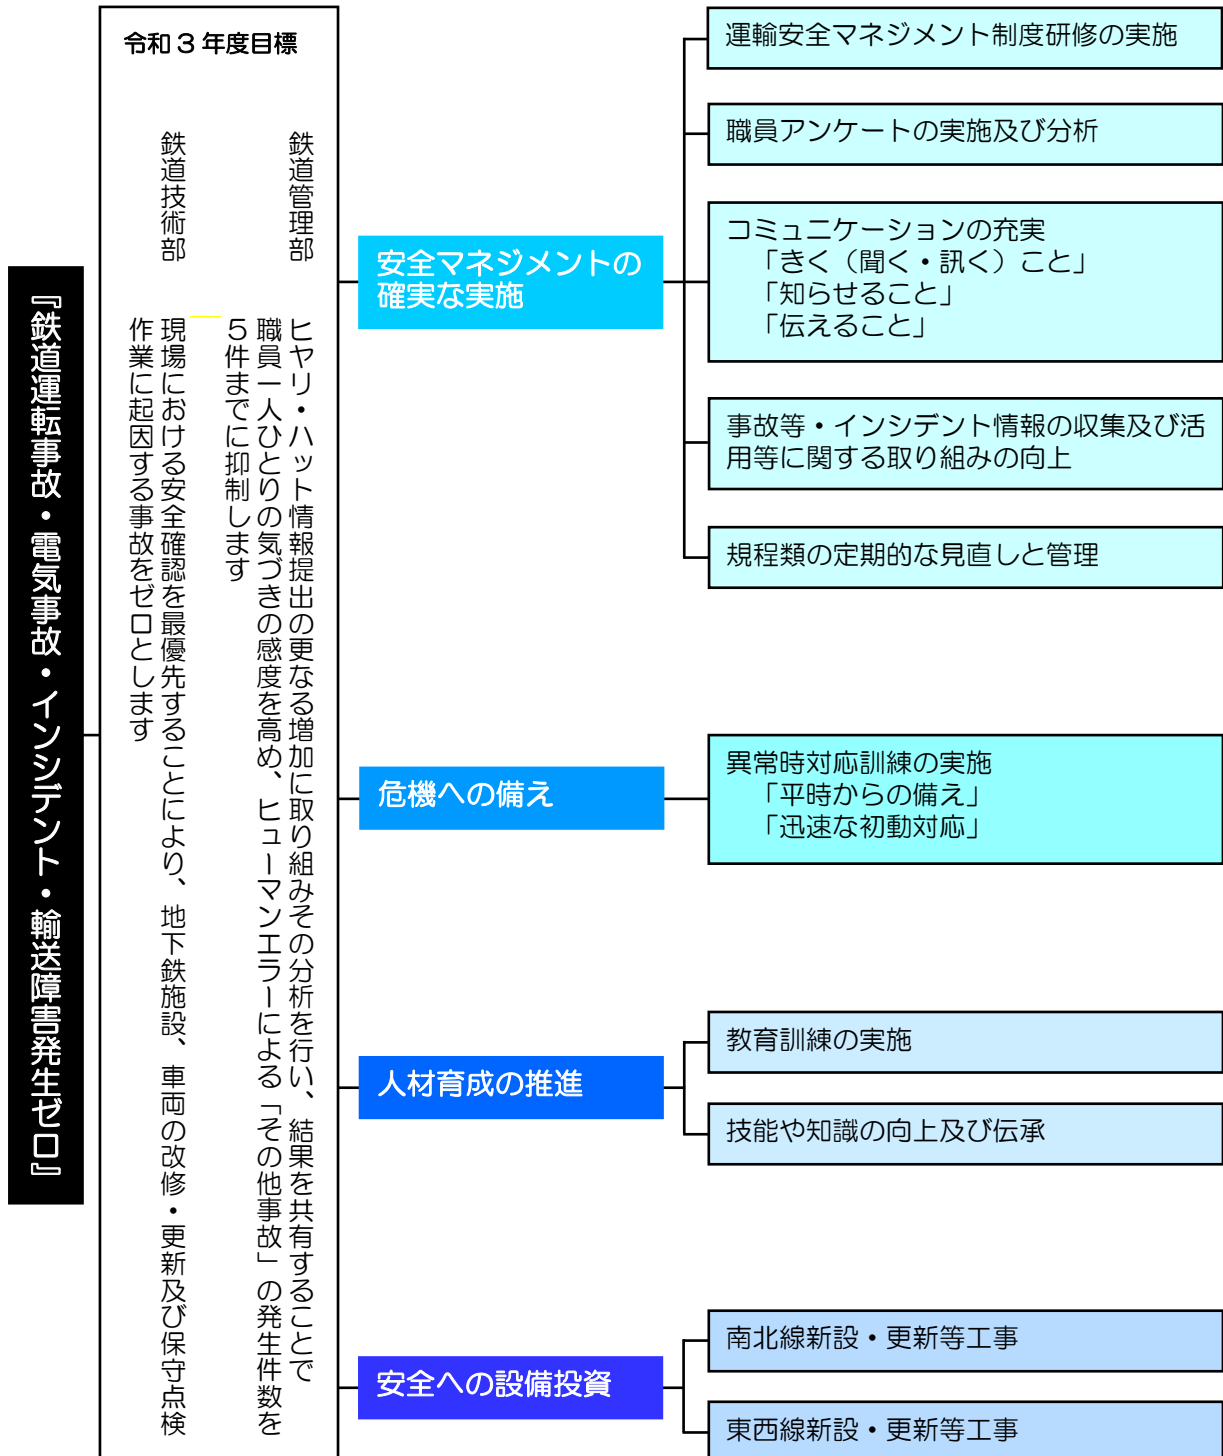 『鉄道運転事故・電気事故・インシデント・輸送障害発生ゼロ』
令和３年度目標
鉄道管理部
ヒヤリ・ハット情報提出の更なる増加に取り組みその分析を行い、結果を共有することで
職員一人ひとりの気づきの感度を高め、ヒューマンエラーによる「その他事故」の発生件数を
５件までに抑制します
鉄道技術部
現場における安全確認を最優先することにより、地下鉄施設、車両の改修・更新及び保守点検
作業に起因する事故をゼロとします
安全マネジメントの
確実な実施
運輸安全マネジメント制度研修の実施
職員アンケートの実施及び分析
コミュニケーションの充実
「きく（聞く・訊く）こと」
「知らせること」
「伝えること」
事故等・インシデント情報の収集及び活
用等に関する取り組みの向上
規程類の定期的な見直しと管理
危機への備え
異常時対応訓練の実施
「平時からの備え」
「迅速な初動対応」
人材育成の推進
教育訓練の実施
技能や知識の向上及び伝承
安全への設備投資
南北線新設・更新等工事
東西線新設・更新等工事